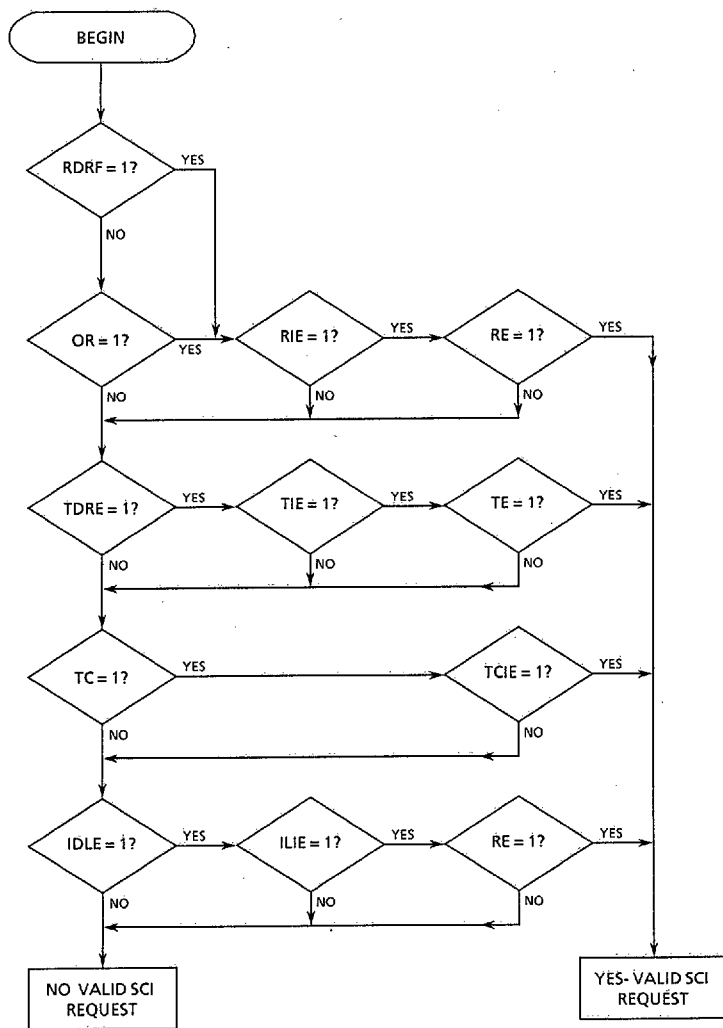 BEGIN
RDRF = 1?
YES
NO
OR = 1?
YES
RIE = 1?
YES
RE = 1?
YES
NO
NO
NO
TDRE = 1?
YES
TIE = 1?
YES
TE = 1?
YES
NO
NO
NO
TC = 1?
YES
TCIE = 1?
YES
NO
NO
IDLE = 1?
YES
ILIE = 1?
YES
RE = 1?
YES
NO
NO
NO
NO VALID SCI
REQUEST
YES- VALID SCI
REQUEST